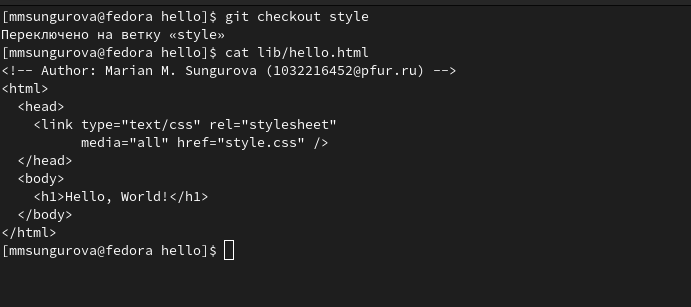 [mmsungurova@fedora hello]$ git checkout style
Переключено на ветку «style»
[mmsungurova@fedora hello]$ cat lib/hello.html
<!-- Author: Marian M. Sungurova (1032216452@pfur.ru) -->
<html>
  <head>
    <link type="text/css" rel="stylesheet"
          media="all" href="style.css" />
  </head>
  <body>
    <h1>Hello, World!</h1>
  </body>
</html>
[mmsungurova@fedora hello]$